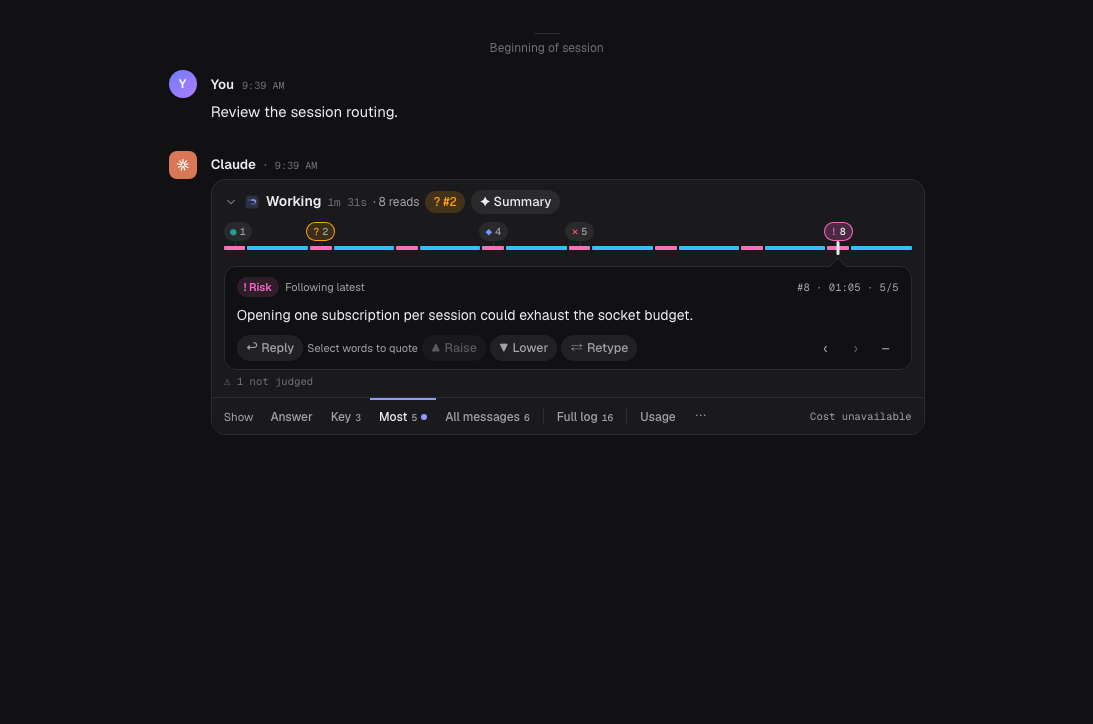 Beginning of session
Y You 9:39 AM
Review the session routing.
Claude · 9:39 AM
Working 1m 31s · 8 reads ? #2 ✦ Summary
● 1 ? 2 ◆ 4 × 5 ! 8
! Risk Following latest #8 · 01:05 · 5/5
Opening one subscription per session could exhaust the socket budget.
↩ Reply Select words to quote ▲ Raise ▼ Lower ⇄ Retype ‹ › –
⚠ 1 not judged
Show Answer Key 3 Most 5 ● All messages 6 Full log 16 Usage ··· Cost unavailable